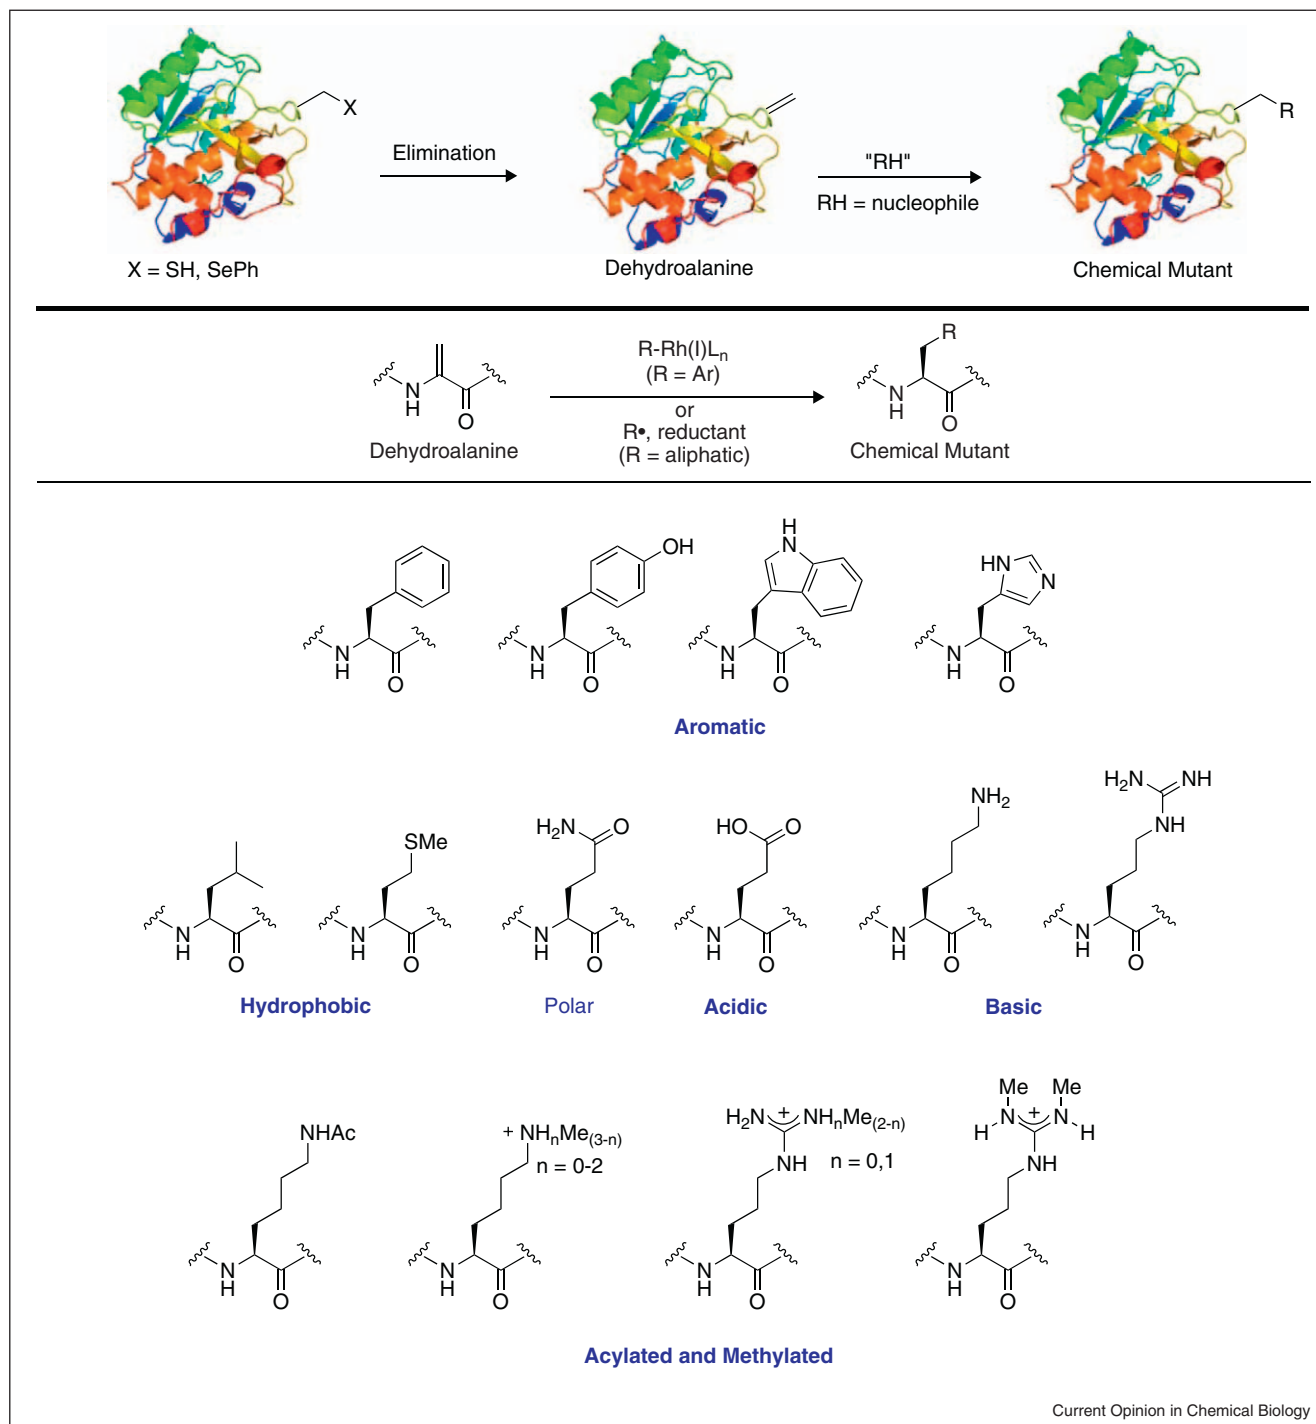 X
Elimination
"RH"
RH = nucleophile
R
X = SH, SePh
Dehydroalanine
Chemical Mutant
R-Rh(I)Lₙ
(R = Ar)
or
R•, reductant
(R = aliphatic)
N
H
O
Dehydroalanine
R
N
H
O
Chemical Mutant
N
H
O
OH
N
H
O
H
N
N
H
O
HN
N
N
H
O
Aromatic
N
H
O
SMe
N
H
O
H₂N
O
N
H
O
HO
O
N
H
O
NH₂
N
H
O
H₂N
NH
NH
N
H
O
Hydrophobic
Polar
Acidic
Basic
NHAc
N
H
O
+ NHₙMe₍₃₋ₙ₎
n = 0-2
N
H
O
H₂N + NHₙMe₍₂₋ₙ₎
NH
n = 0,1
N
H
O
Me Me
N + N
H H
NH
N
H
O
Acylated and Methylated
Current Opinion in Chemical Biology